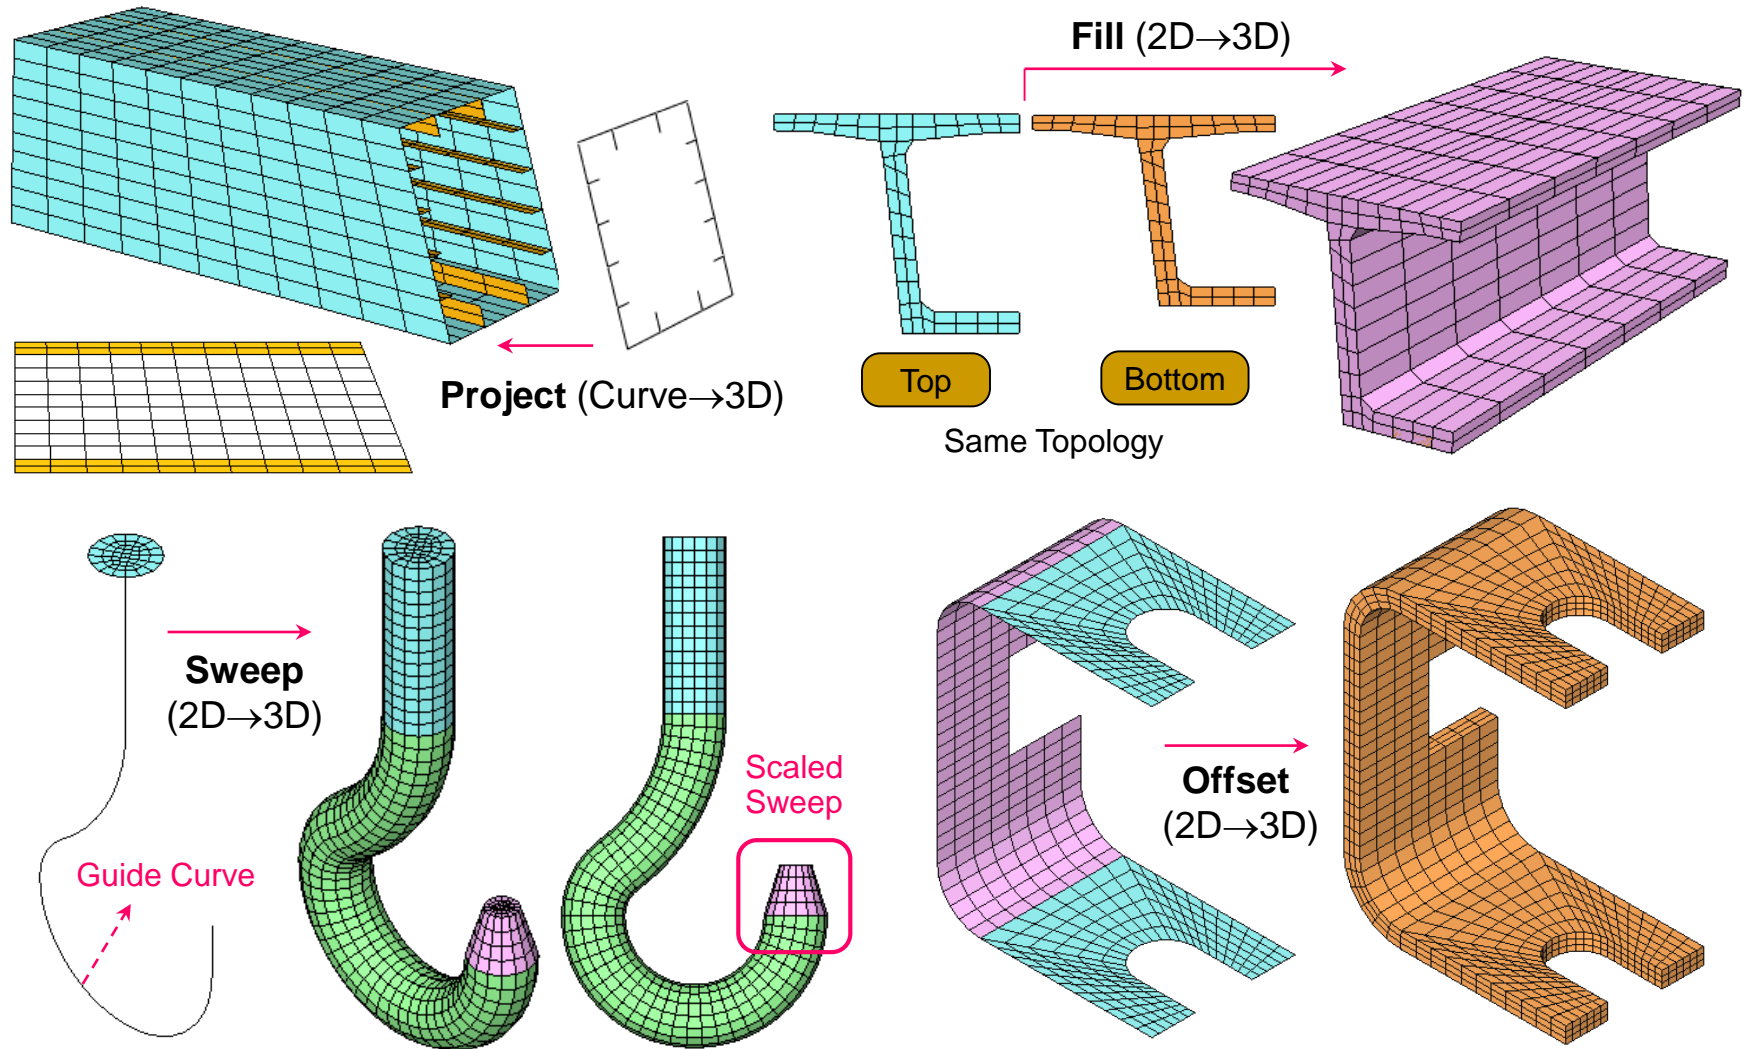 Fill (2D→3D)
Project (Curve→3D)
Top
Bottom
Same Topology
Sweep
(2D→3D)
Guide Curve
Scaled
Sweep
Offset
(2D→3D)